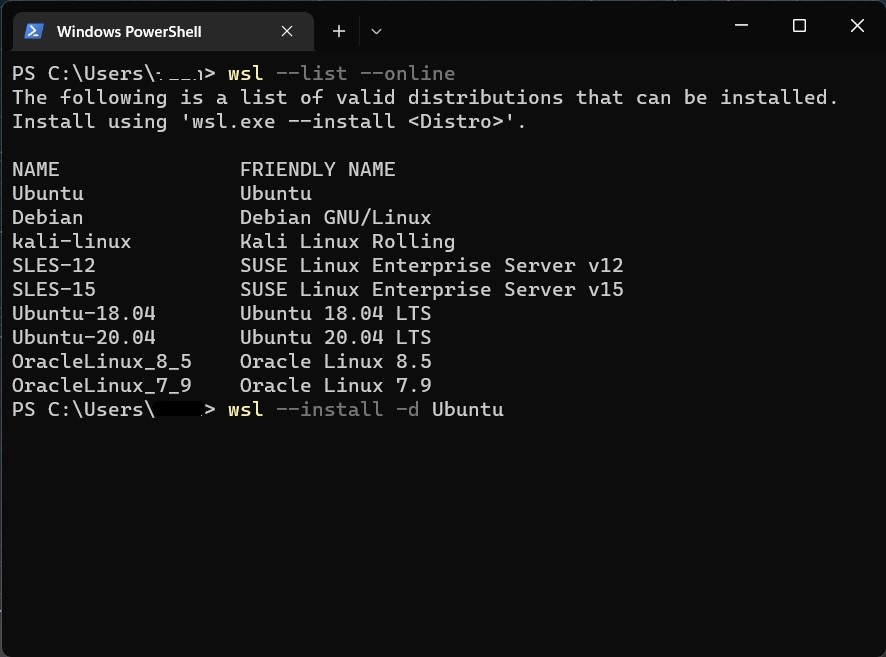 Windows PowerShell
PS C:\Users\ > wsl --list --online
The following is a list of valid distributions that can be installed.
Install using 'wsl.exe --install <Distro>'.
NAME FRIENDLY NAME
Ubuntu Ubuntu
Debian Debian GNU/Linux
kali-linux Kali Linux Rolling
SLES-12 SUSE Linux Enterprise Server v12
SLES-15 SUSE Linux Enterprise Server v15
Ubuntu-18.04 Ubuntu 18.04 LTS
Ubuntu-20.04 Ubuntu 20.04 LTS
OracleLinux_8_5 Oracle Linux 8.5
OracleLinux_7_9 Oracle Linux 7.9
PS C:\Users\ > wsl --install -d Ubuntu